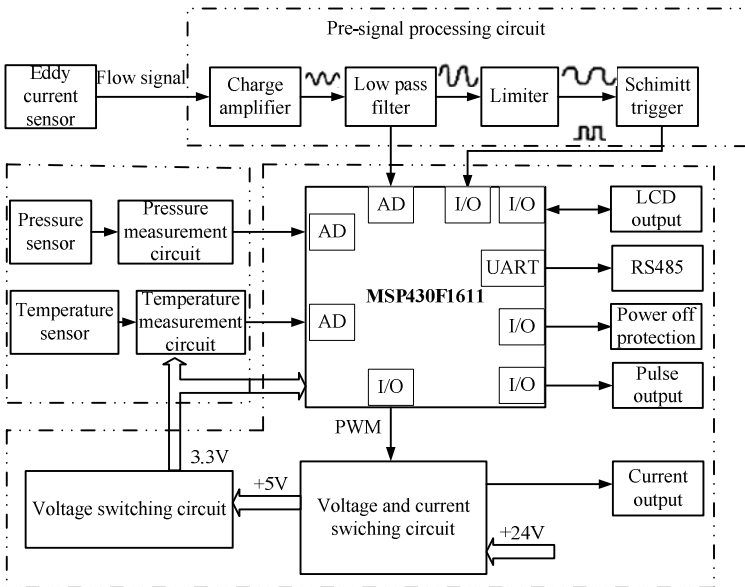 Pre-signal processing circuit
Eddy
current
sensor
Flow signal
Charge
amplifier
Low pass
filter
Limiter
Schimitt
trigger
Pressure
sensor
Pressure
measurement
circuit
Temperature
sensor
Temperature
measurement
circuit
AD
I/O
I/O
AD
UART
MSP430F1611
AD
I/O
I/O
I/O
LCD
output
RS485
Power off
protection
Pulse
output
PWM
3.3V
Voltage switching circuit
+5V
Voltage and current
swiching circuit
Current
output
+24V